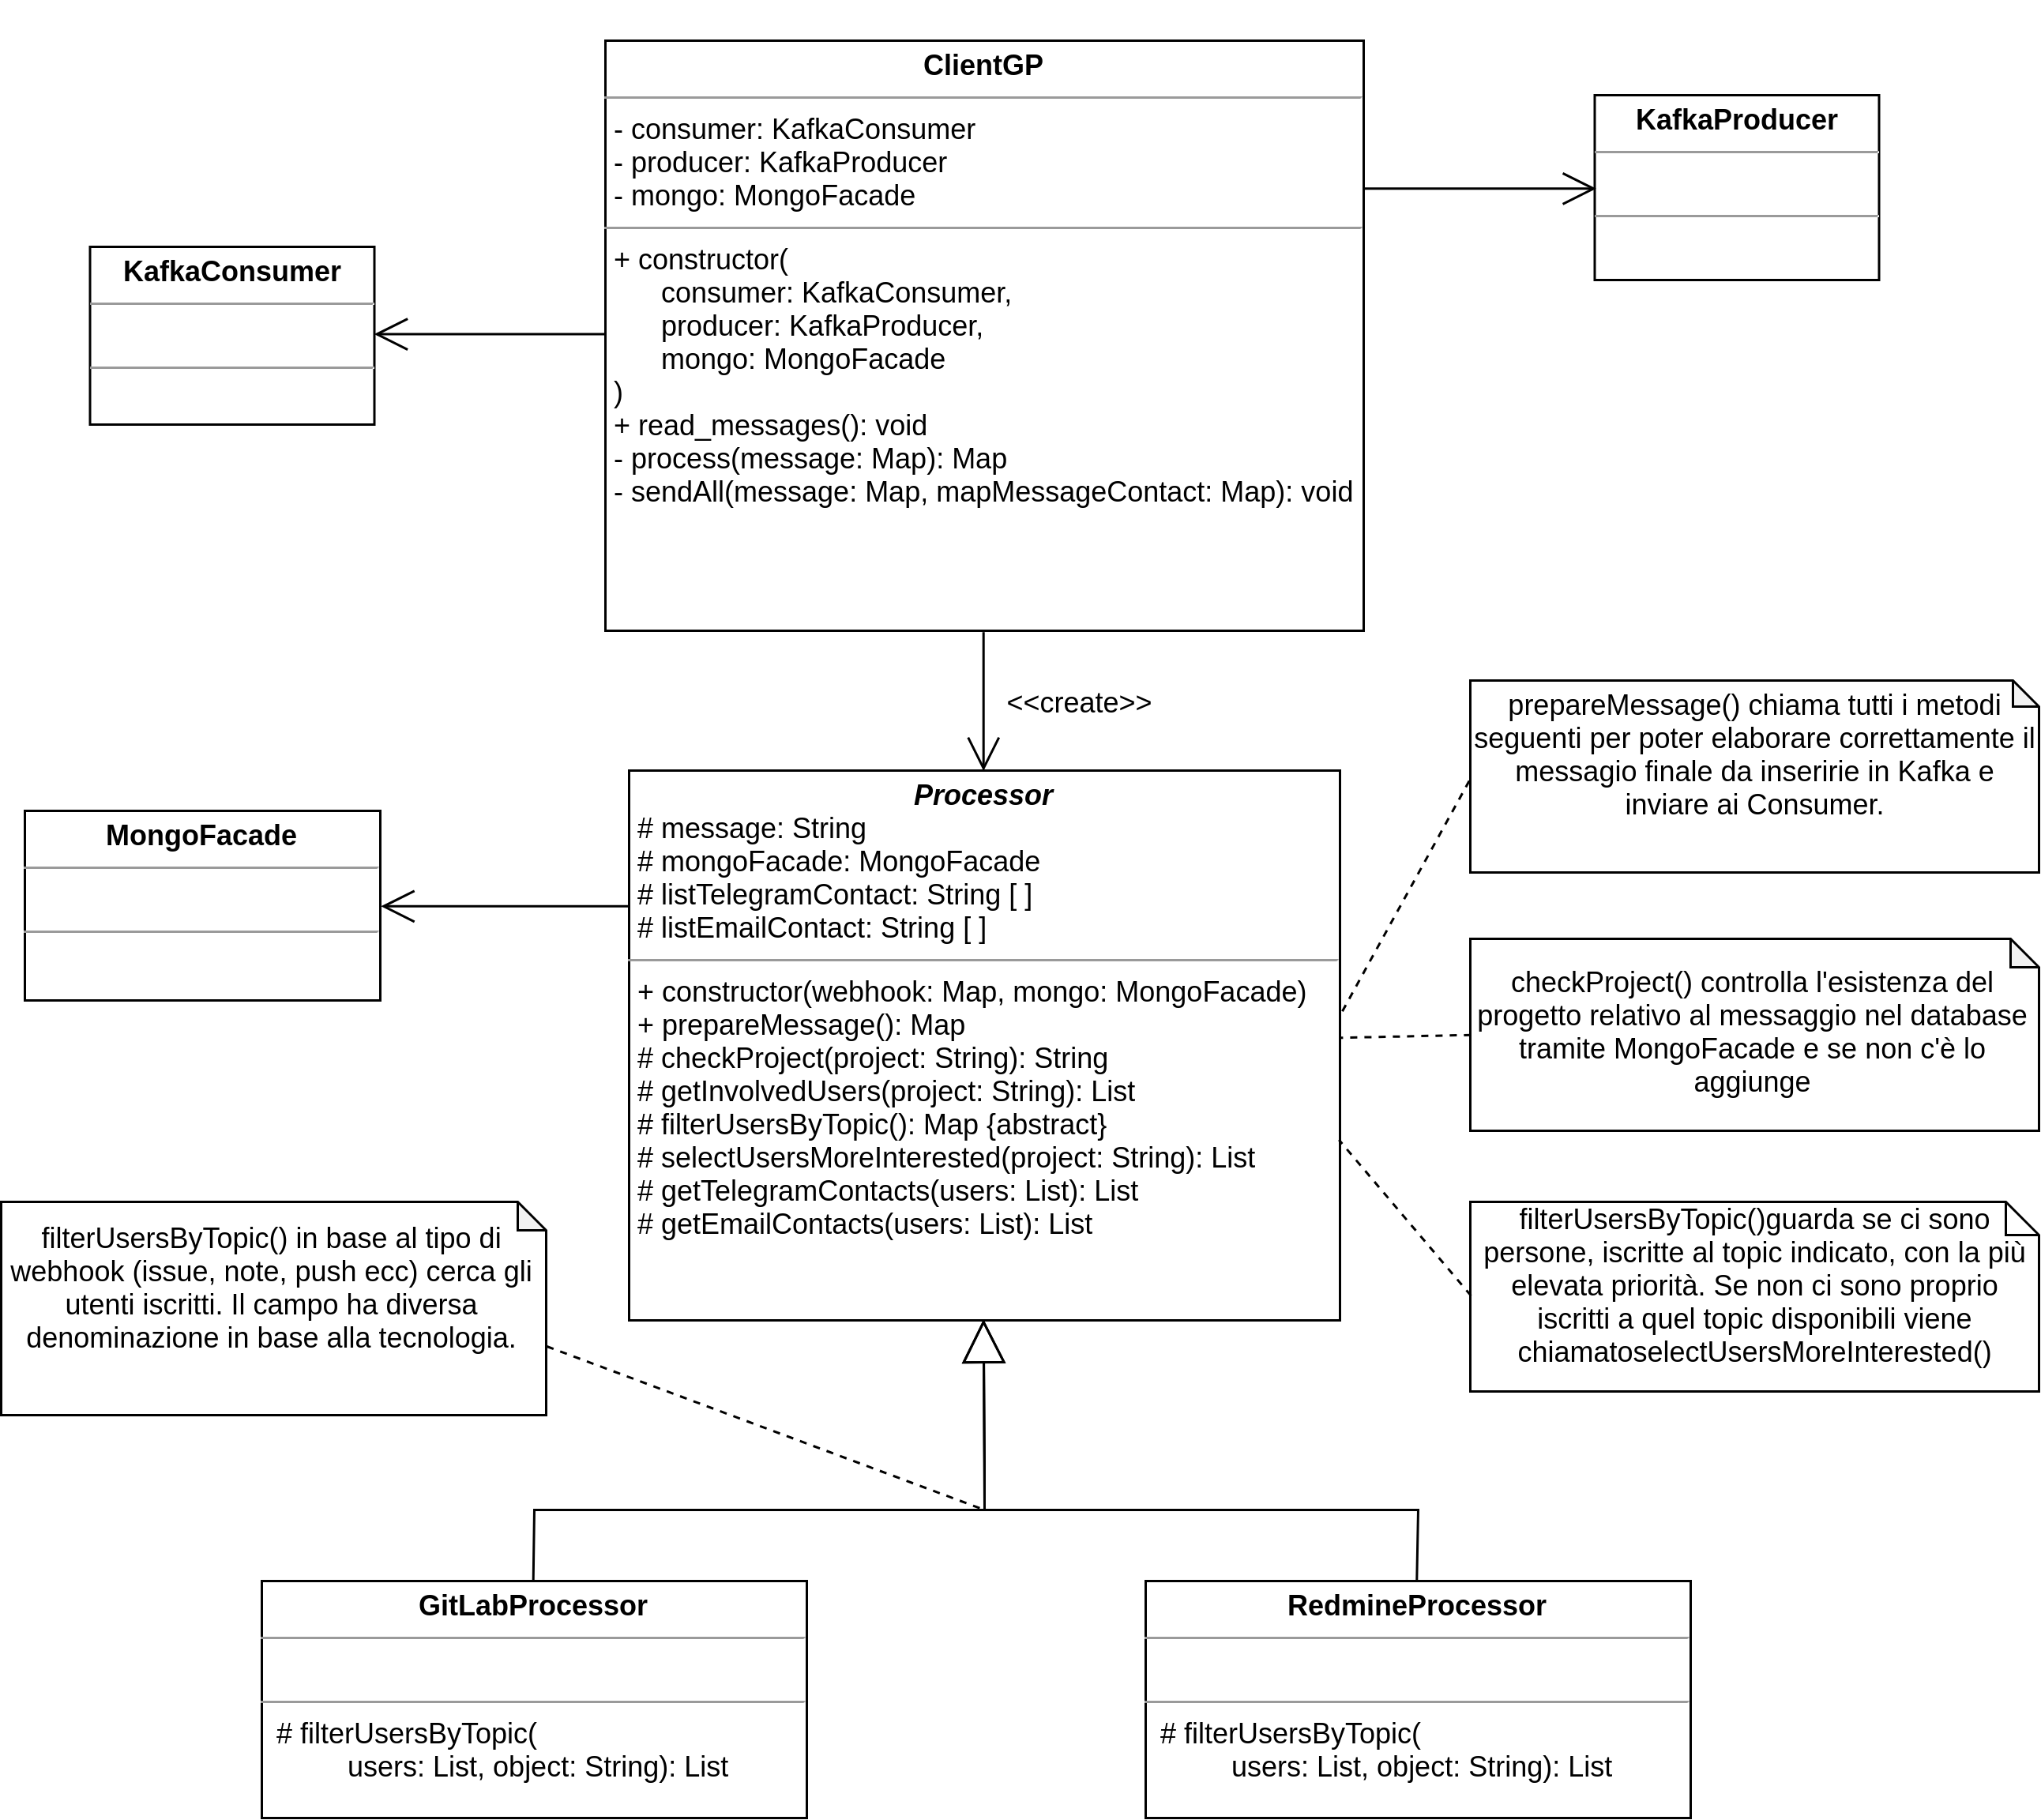 ClientGP
- consumer: KafkaConsumer
- producer: KafkaProducer
- mongo: MongoFacade
+ constructor(
consumer: KafkaConsumer,
producer: KafkaProducer,
mongo: MongoFacade
)
+ read_messages(): void
- process(message: Map): Map
- sendAll(message: Map, mapMessageContact: Map): void
KafkaProducer
KafkaConsumer
<<create>>
Processor
# message: String
# mongoFacade: MongoFacade
# listTelegramContact: String [ ]
# listEmailContact: String [ ]
+ constructor(webhook: Map, mongo: MongoFacade)
+ prepareMessage(): Map
# checkProject(project: String): String
# getInvolvedUsers(project: String): List
# filterUsersByTopic(): Map {abstract}
# selectUsersMoreInterested(project: String): List
# getTelegramContacts(users: List): List
# getEmailContacts(users: List): List
MongoFacade
prepareMessage() chiama tutti i metodi
seguenti per poter elaborare correttamente il
messagio finale da inseririe in Kafka e
inviare ai Consumer.
checkProject() controlla l'esistenza del
progetto relativo al messaggio nel database
tramite MongoFacade e se non c'è lo
aggiunge
filterUsersByTopic()guarda se ci sono
persone, iscritte al topic indicato, con la più
elevata priorità. Se non ci sono proprio
iscritti a quel topic disponibili viene
chiamatoselectUsersMoreInterested()
filterUsersByTopic() in base al tipo di
webhook (issue, note, push ecc) cerca gli
utenti iscritti. Il campo ha diversa
denominazione in base alla tecnologia.
GitLabProcessor
# filterUsersByTopic(
users: List, object: String): List
RedmineProcessor
# filterUsersByTopic(
users: List, object: String): List